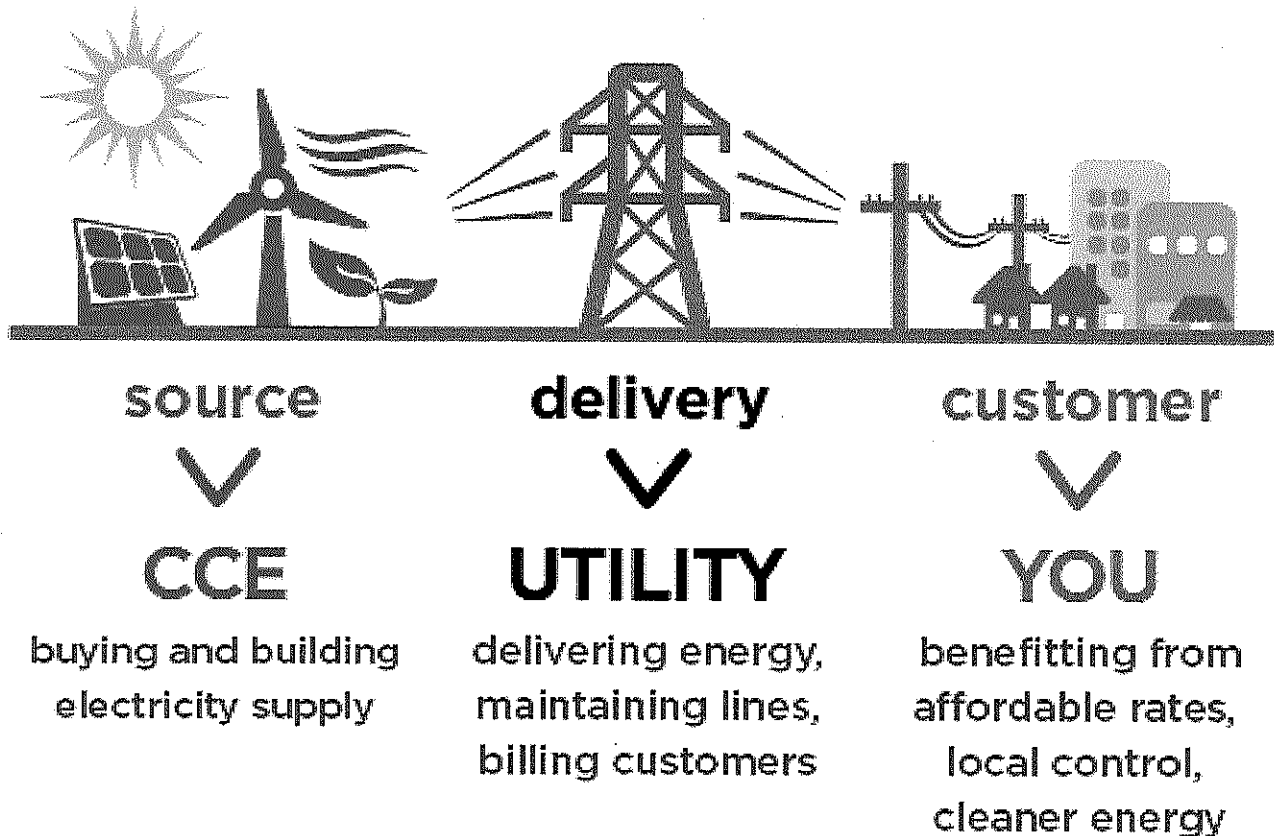 source
CCE
buying and building
electricity supply
delivery
UTILITY
delivering energy,
maintaining lines,
billing customers
customer
YOU
benefitting from
affordable rates,
local control,
cleaner energy